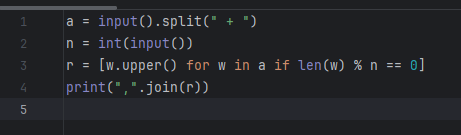 1 a = input().split(" + ")
2 n = int(input())
3 r = [w.upper() for w in a if len(w) % n == 0]
4 print(",".join(r))
5